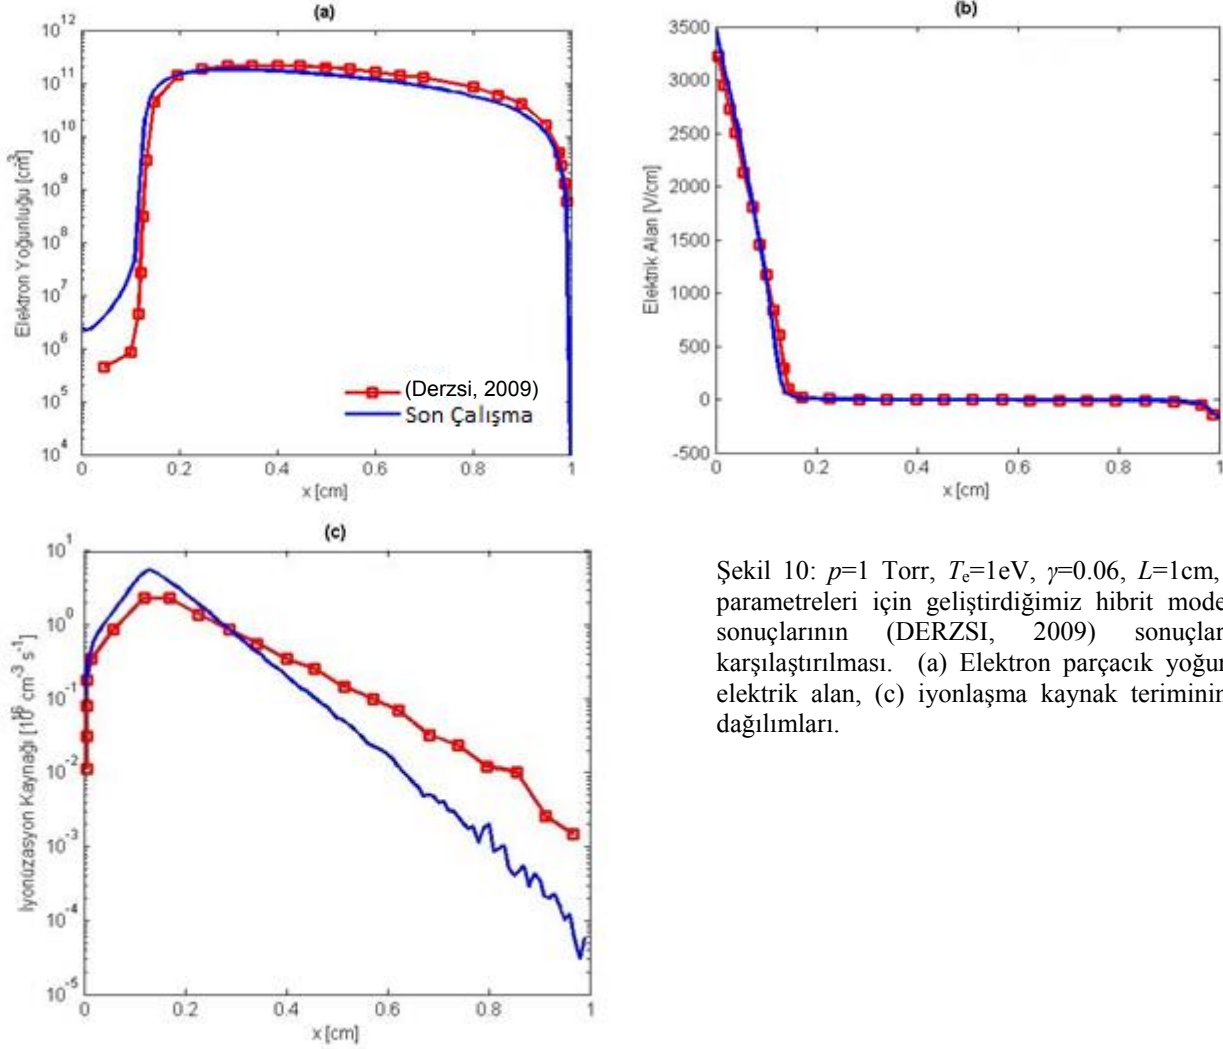 (a)
10^12
10^11
10^10
10^9
10^8
10^7
10^6
10^5
10^4
Elektron Yoğunluğu [cm^-3]
(Derzsi, 2009)
Son Çalışma
0 0.2 0.4 0.6 0.8 1
x [cm]
(b)
3500
3000
2500
2000
1500
1000
500
0
-500
Elektrik Alan [V/cm]
0 0.2 0.4 0.6 0.8 1
x [cm]
(c)
10^1
10^0
10^-1
10^-2
10^-3
10^-4
10^-5
İyonüzasyon Kaynağı [10^16 cm^-3 s^-1]
0 0.2 0.4 0.6 0.8 1
x [cm]
Şekil 10: p=1 Torr, Te=1eV, γ=0.06, L=1cm,
parametreleri için geliştirdiğimiz hibrit mode
sonuçlarının (DERZSI, 2009) sonuçlar
karşılaştırılması. (a) Elektron parçacık yoğun
elektrik alan, (c) iyonlaşma kaynak teriminin
dağılımları.